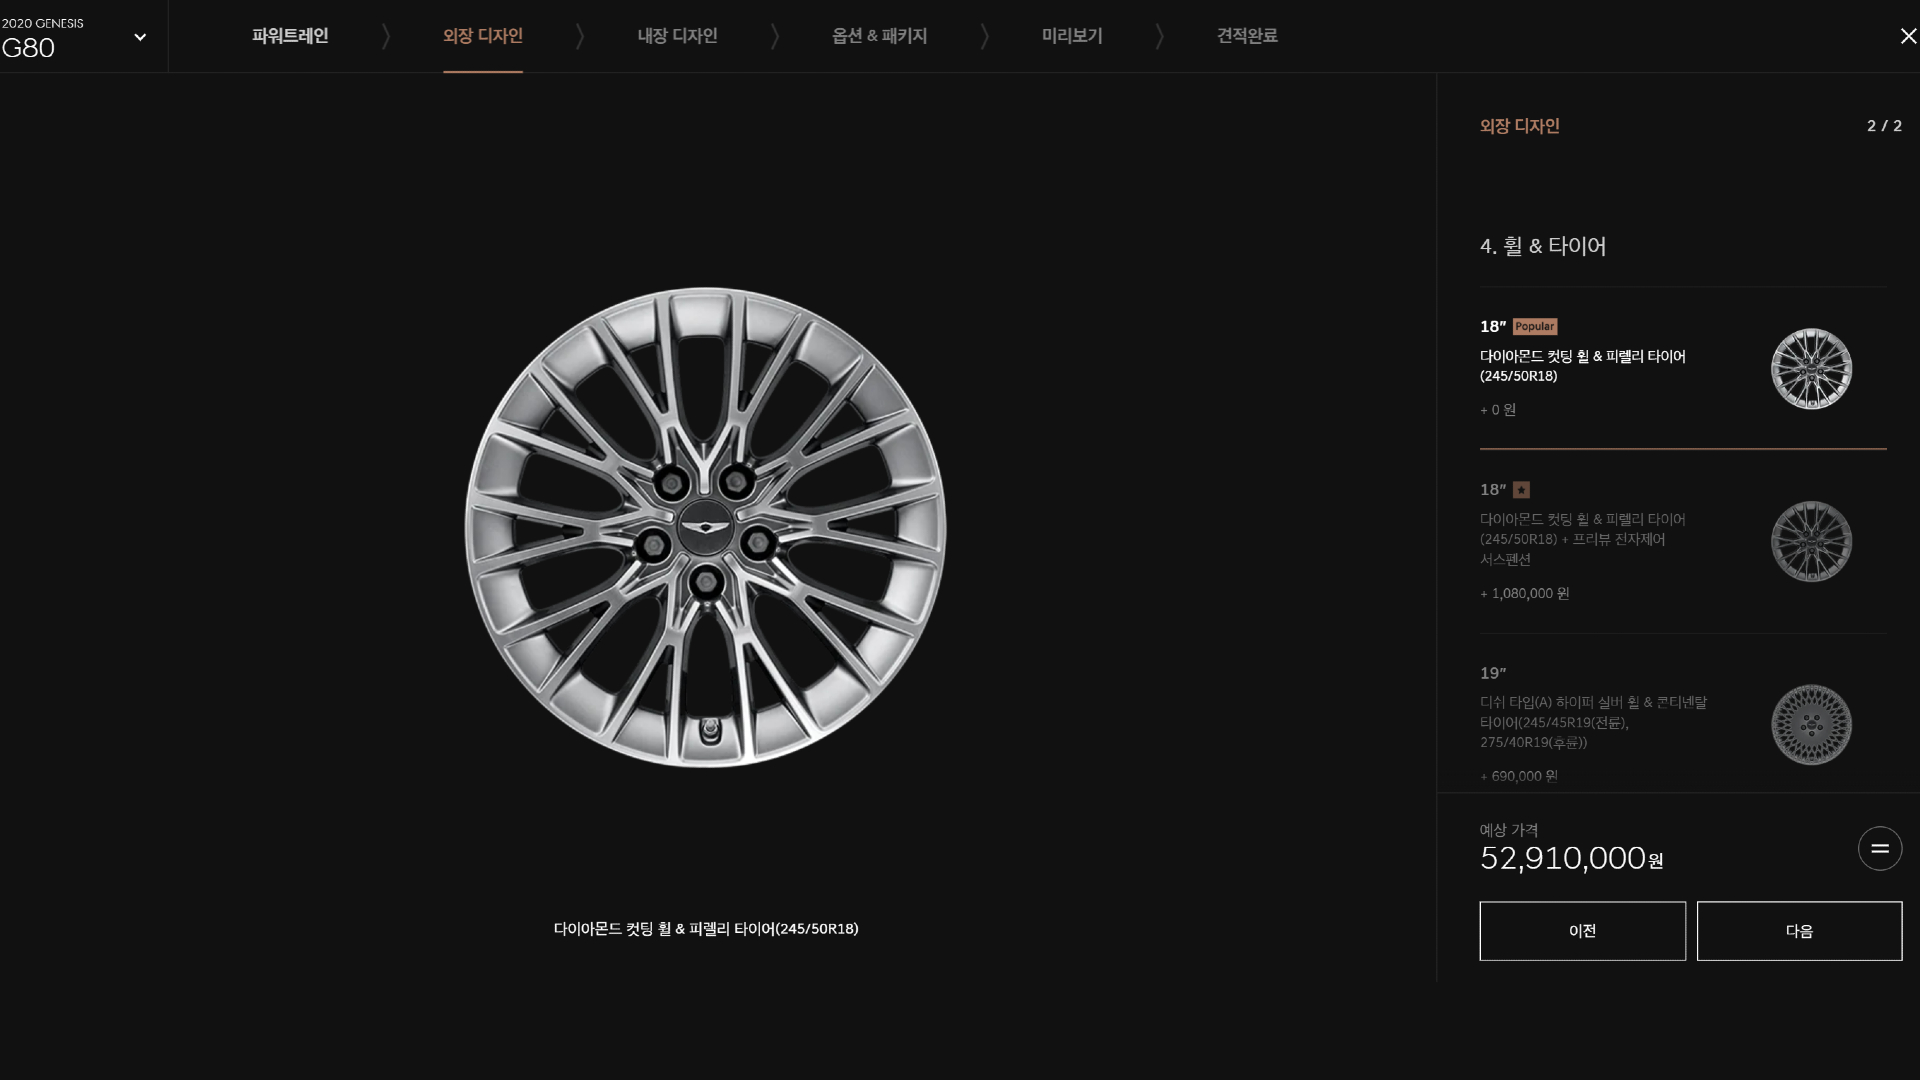 2020 GENESIS
G80
파워트레인
외장 디자인
내장 디자인
옵션 & 패키지
미리보기
견적완료
외장 디자인
2 / 2
4. 휠 & 타이어
18" Popular
다이아몬드 컷팅 휠 & 피렐리 타이어
(245/50R18)
+ 0 원
18"
다이아몬드 컷팅 휠 & 피렐리 타이어
(245/50R18) + 프리뷰 전자제어
서스펜션
+ 1,080,000 원
19"
디쉬 타입(A) 하이퍼 실버 휠 & 콘티넨탈
타이어(245/45R19(전륜),
275/40R19(후륜))
+ 690,000 원
다이아몬드 컷팅 휠 & 피렐리 타이어(245/50R18)
예상 가격
52,910,000원
이전
다음